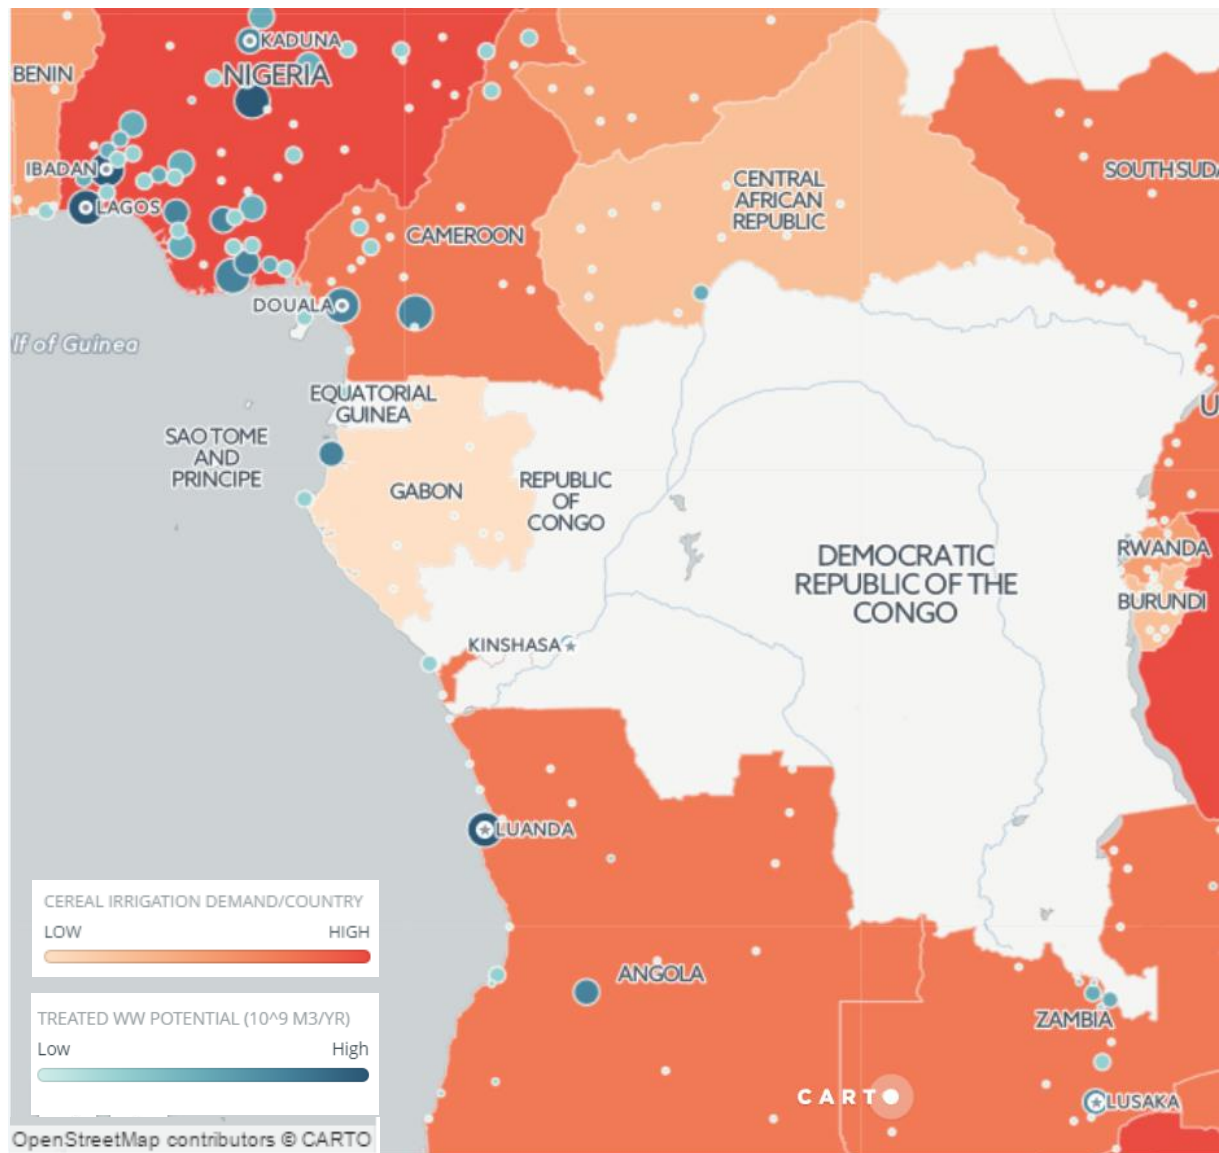 KADUNA
BENIN
NIGERIA
IBADAN
LAGOS
SOUTH SUDA
CENTRAL
AFRICAN
REPUBLIC
CAMEROON
DOUALA
lf of Guinea
EQUATORIAL
GUINEA
U
SAO TOME
AND
PRINCIPE
GABON
REPUBLIC
OF
CONGO
DEMOCRATIC
REPUBLIC OF THE
CONGO
RWANDA
BURUNDI
KINSHASA
LUANDA
CEREAL IRRIGATION DEMAND/COUNTRY
LOW HIGH
ANGOLA
TREATED WW POTENTIAL (10^9 M3/YR)
Low High
ZAMBIA
CARTO
LUSAKA
OpenStreetMap contributors © CARTO